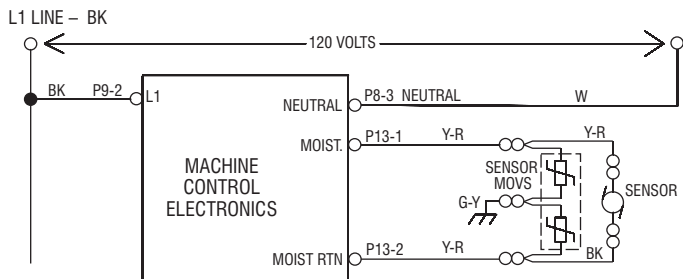 L1 LINE – BK
120 VOLTS
BK P9-2 L1
NEUTRAL P8-3 NEUTRAL W
MOIST. P13-1 Y-R Y-R
MACHINE
CONTROL
ELECTRONICS
SENSOR
MOVS
SENSOR
G-Y
MOIST RTN P13-2 Y-R BK